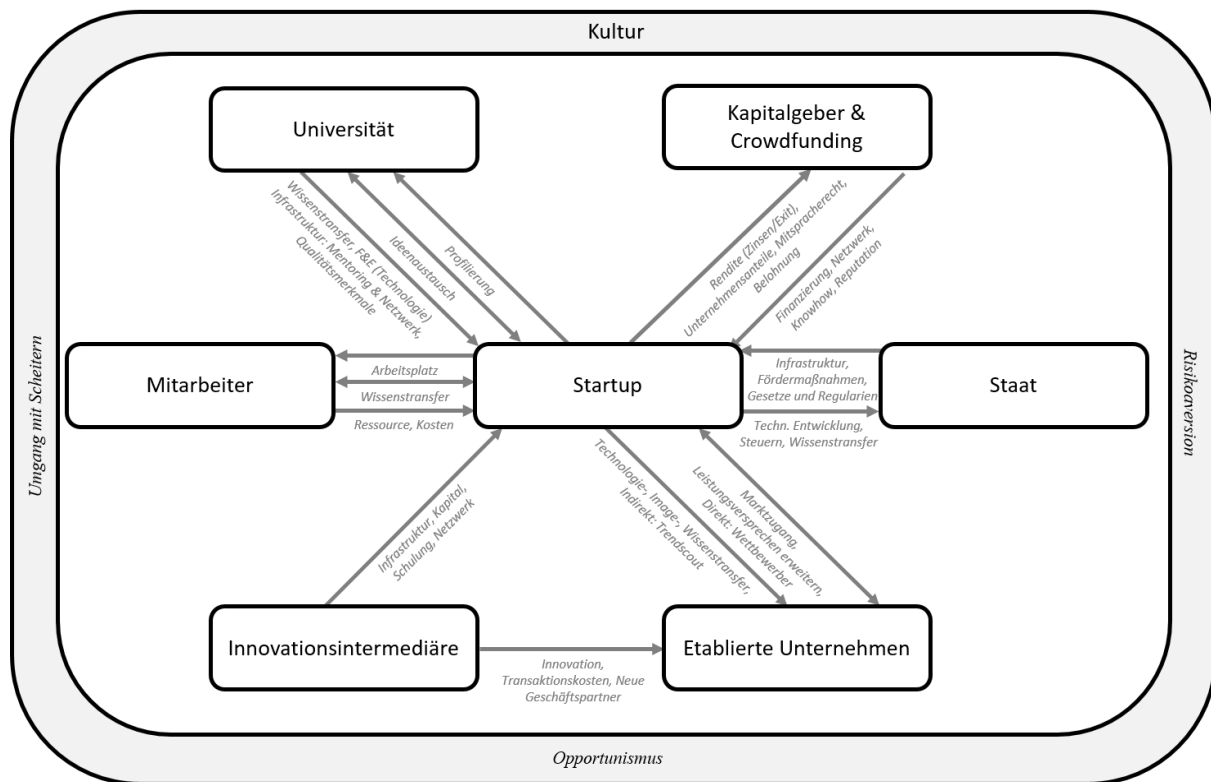 Kultur
Universität
Kapitalgeber &
Crowdfunding
Wissenstransfer, F&E (Technologie)
Infrastruktur: Mentoring & Netzwerk,
Qualitätsmerkmale
Ideenaustausch
Profilierung
Rendite (Zinsen/Exit),
Unternehmensanteile, Mitspracherecht,
Belohnung
Finanzierung, Netzwerk,
Knowhow, Reputation
Umgang mit Scheitern
Mitarbeiter
Arbeitsplatz
Wissenstransfer
Ressource, Kosten
Startup
Infrastruktur,
Fördermaßnahmen,
Gesetze und Regularien
Techn. Entwicklung,
Steuern, Wissenstransfer
Staat
Risikoaversion
Infrastruktur, Kapital,
Schulung, Netzwerk
Technologie-, Image-, Wissenstransfer,
Indirekt: Trendscout
Marktzugang,
Leistungsversprechen erweitern,
Direkt: Wettbewerber
Innovationsintermediäre
Innovation,
Transaktionskosten, Neue
Geschäftspartner
Etablierte Unternehmen
Opportunismus